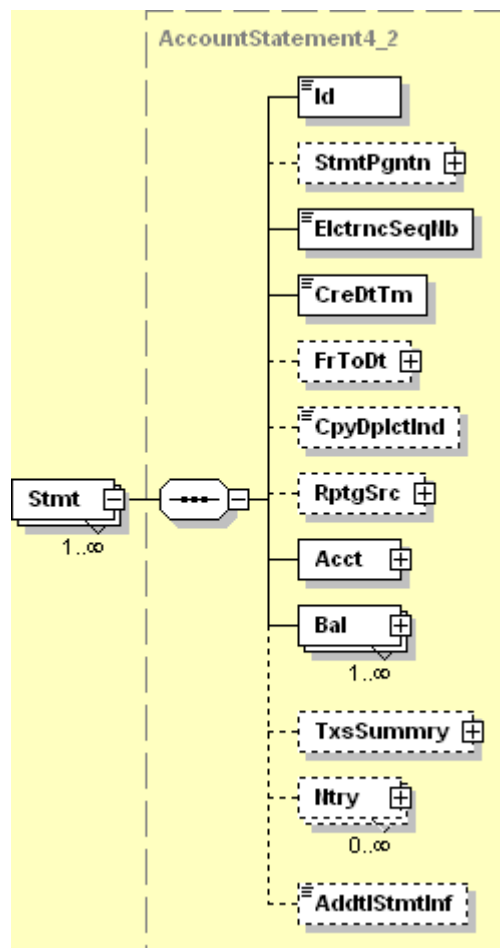 AccountStatement4_2
Id
StmtPgntn
ElctrncSeqNb
CreDtTm
FrToDt
CpyDplctInd
RptgSrc
Stmt
1..∞
Acct
Bal
1..∞
TxsSummry
Ntry
0..∞
AddtlStmtInf